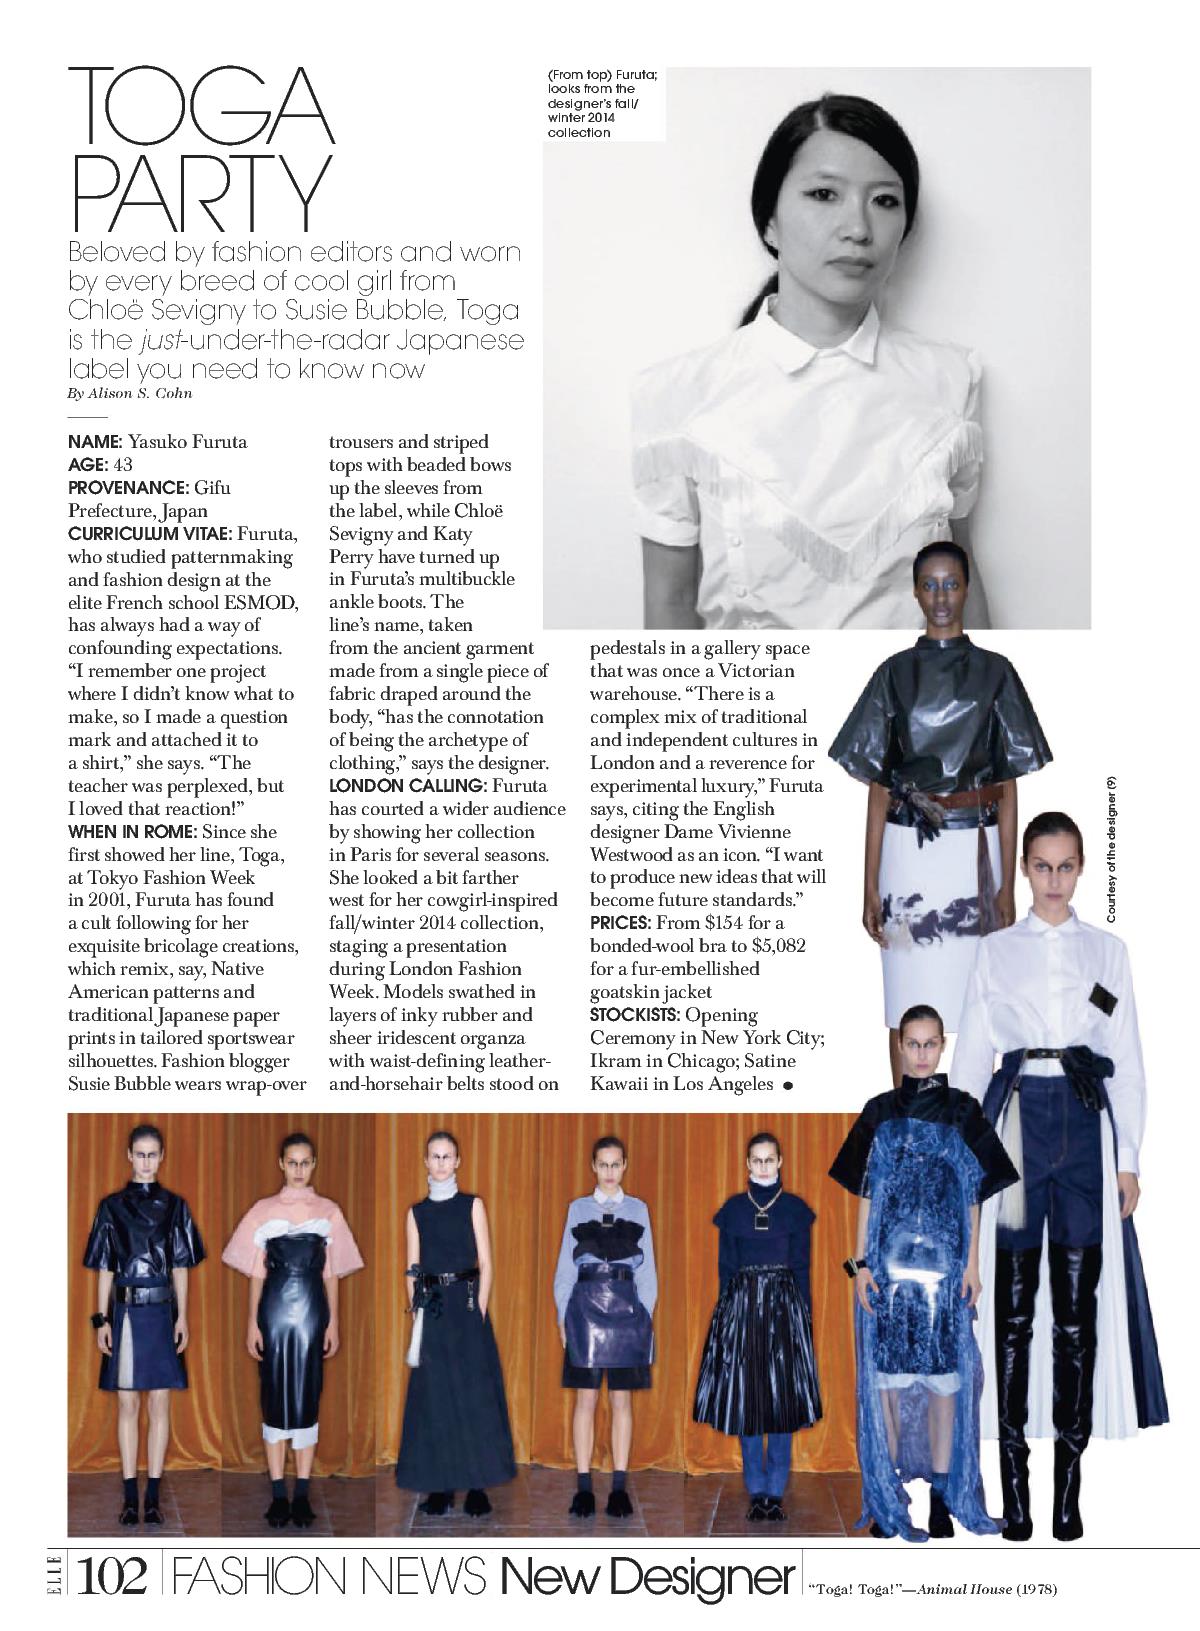 TOGA
PARTY
Beloved by fashion editors and worn
by every breed of cool girl from
Chloë Sevigny to Susie Bubble, Toga
is the just-under-the-radar Japanese
label you need to know now
By Alison S. Cohn
(From top) Furuta;
looks from the
designer's fall/
winter 2014
collection
NAME: Yasuko Furuta
AGE: 43
PROVENANCE: Gifu
Prefecture, Japan
CURRICULUM VITAE: Furuta,
who studied patternmaking
and fashion design at the
elite French school ESMOD,
has always had a way of
confounding expectations.
“I remember one project
where I didn’t know what to
make, so I made a question
mark and attached it to
a shirt,” she says. “The
teacher was perplexed, but
I loved that reaction!”
WHEN IN ROME: Since she
first showed her line, Toga,
at Tokyo Fashion Week
in 2001, Furuta has found
a cult following for her
exquisite bricolage creations,
which remix, say, Native
American patterns and
traditional Japanese paper
prints in tailored sportswear
silhouettes. Fashion blogger
Susie Bubble wears wrap-over
trousers and striped
tops with beaded bows
up the sleeves from
the label, while Chloë
Sevigny and Katy
Perry have turned up
in Furuta’s multibuckle
ankle boots. The
line’s name, taken
from the ancient garment
made from a single piece of
fabric draped around the
body, “has the connotation
of being the archetype of
clothing,” says the designer.
LONDON CALLING: Furuta
has courted a wider audience
by showing her collection
in Paris for several seasons.
She looked a bit farther
west for her cowgirl-inspired
fall/winter 2014 collection,
staging a presentation
during London Fashion
Week. Models swathed in
layers of inky rubber and
sheer iridescent organza
with waist-defining leather-
and-horsehair belts stood on
pedestals in a gallery space
that was once a Victorian
warehouse. “There is a
complex mix of traditional
and independent cultures in
London and a reverence for
experimental luxury,” Furuta
says, citing the English
designer Dame Vivienne
Westwood as an icon. “I want
to produce new ideas that will
become future standards.”
PRICES: From $154 for a
bonded-wool bra to $5,082
for a fur-embellished
goatskin jacket
STOCKISTS: Opening
Ceremony in New York City;
Ikram in Chicago; Satine
Kawaii in Los Angeles ●
Courtesy of the designer (9)
ELLE 102 FASHION NEWS New Designer “Toga! Toga!”—Animal House (1978)